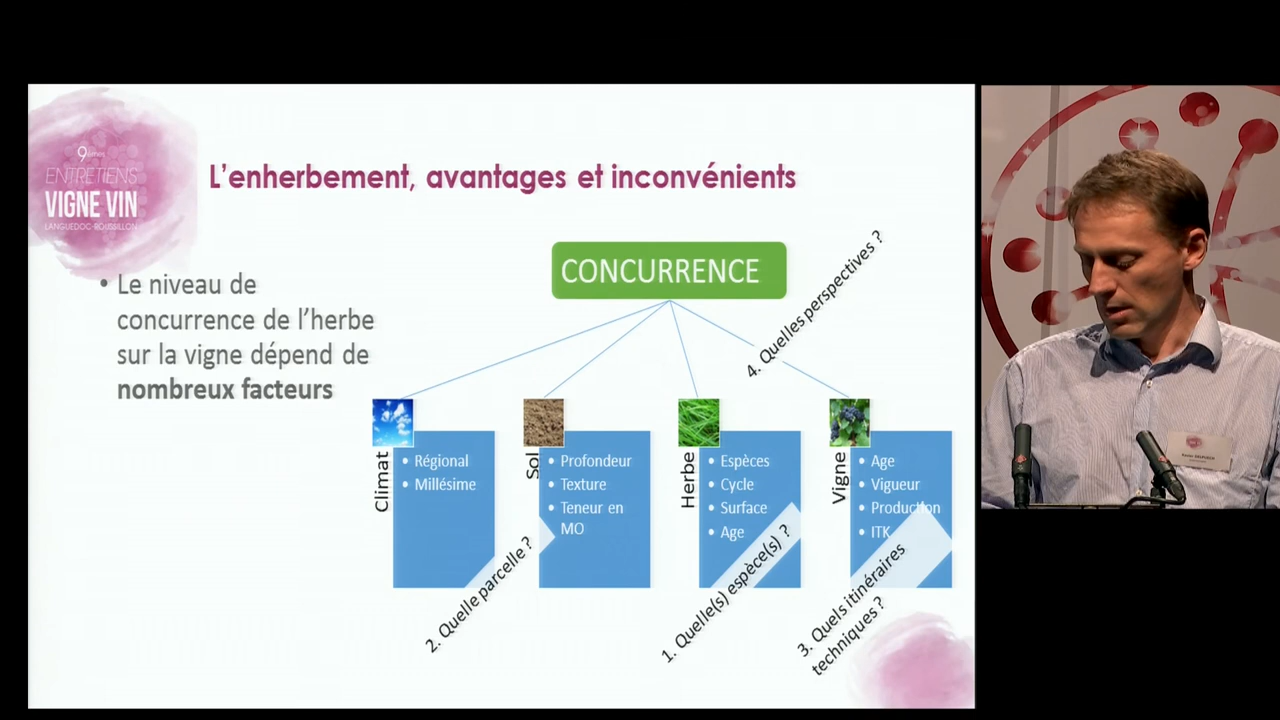 9èmes
ENTRETIENS
VIGNE VIN
LANGUEDOC-ROUSSILLON
L'enherbement, avantages et inconvénients
• Le niveau de
concurrence de l'herbe
sur la vigne dépend de
nombreux facteurs
CONCURRENCE
4. Quelles perspectives ?
Climat
• Régional
• Millésime
Sol
• Profondeur
• Texture
• Teneur en
MO
Herbe
• Espèces
• Cycle
• Surface
• Age
Vigne
• Age
• Vigueur
• Production
• ITK
2. Quelle parcelle ?
1. Quelle(s) espèce(s) ?
3. Quels itinéraires
techniques ?